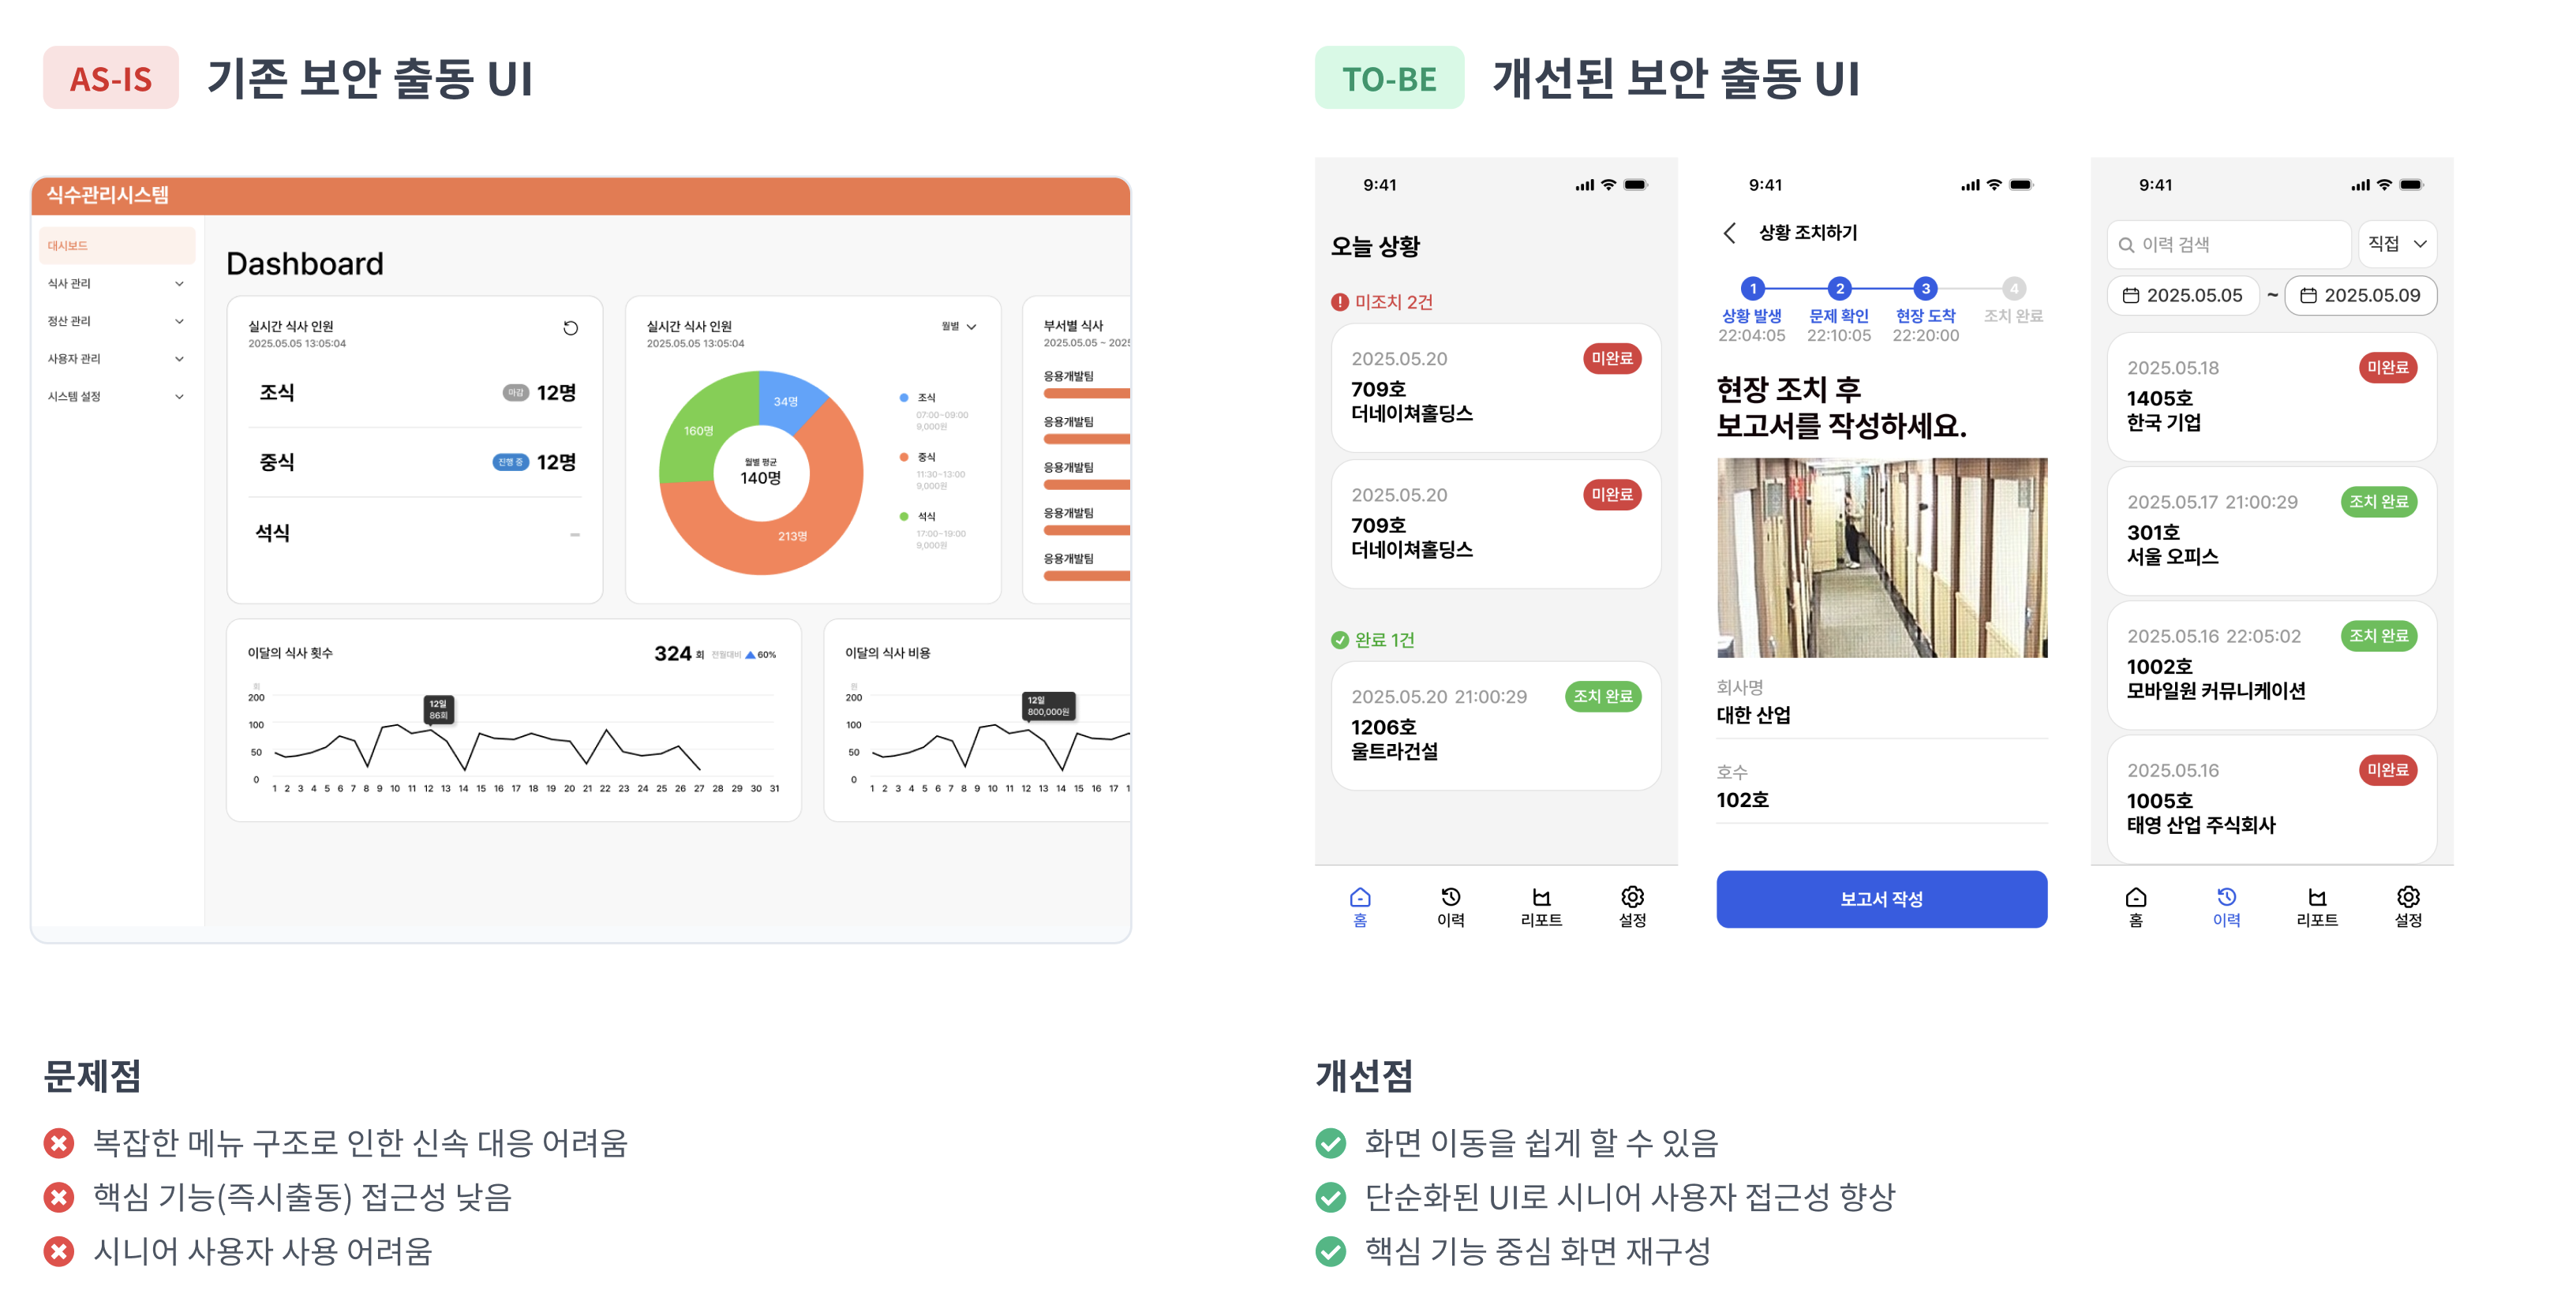 AS-IS 기존 보안 출동 UI
식수관리시스템
대시보드
식사 관리
정산 관리
사용자 관리
시스템 설정
Dashboard
실시간 식사 인원
2025.05.05 13:05:04
조식 마감 12명
중식 진행 중 12명
석식 –
실시간 식사 인원 월별
2025.05.05 13:05:04
34명
160명
213명
월별 평균
140명
조식
07:00~09:00
9,000원
중식
11:30~13:00
9,000원
석식
17:00~19:00
9,000원
부서별 식사
2025.05.05 ~ 2025
응용개발팀
응용개발팀
응용개발팀
응용개발팀
응용개발팀
이달의 식사 횟수 324 회 전월대비 60%
회
200
100
50
0
12일
86회
1 2 3 4 5 6 7 8 9 10 11 12 13 14 15 16 17 18 19 20 21 22 23 24 25 26 27 28 29 30 31
이달의 식사 비용
원
200
100
50
0
12일
800,000원
1 2 3 4 5 6 7 8 9 10 11 12 13 14 15 16 17 1
문제점
복잡한 메뉴 구조로 인한 신속 대응 어려움
핵심 기능(즉시출동) 접근성 낮음
시니어 사용자 사용 어려움
TO-BE 개선된 보안 출동 UI
9:41
오늘 상황
미조치 2건
2025.05.20 미완료
709호
더네이쳐홀딩스
2025.05.20 미완료
709호
더네이쳐홀딩스
완료 1건
2025.05.20 21:00:29 조치 완료
1206호
울트라건설
홈 이력 리포트 설정
9:41
상황 조치하기
1 2 3 4
상황 발생 문제 확인 현장 도착 조치 완료
22:04:05 22:10:05 22:20:00
현장 조치 후
보고서를 작성하세요.
회사명
대한 산업
호수
102호
보고서 작성
9:41
이력 검색 직접
2025.05.05 ~ 2025.05.09
2025.05.18 미완료
1405호
한국 기업
2025.05.17 21:00:29 조치 완료
301호
서울 오피스
2025.05.16 22:05:02 조치 완료
1002호
모바일원 커뮤니케이션
2025.05.16 미완료
1005호
태영 산업 주식회사
홈 이력 리포트 설정
개선점
화면 이동을 쉽게 할 수 있음
단순화된 UI로 시니어 사용자 접근성 향상
핵심 기능 중심 화면 재구성